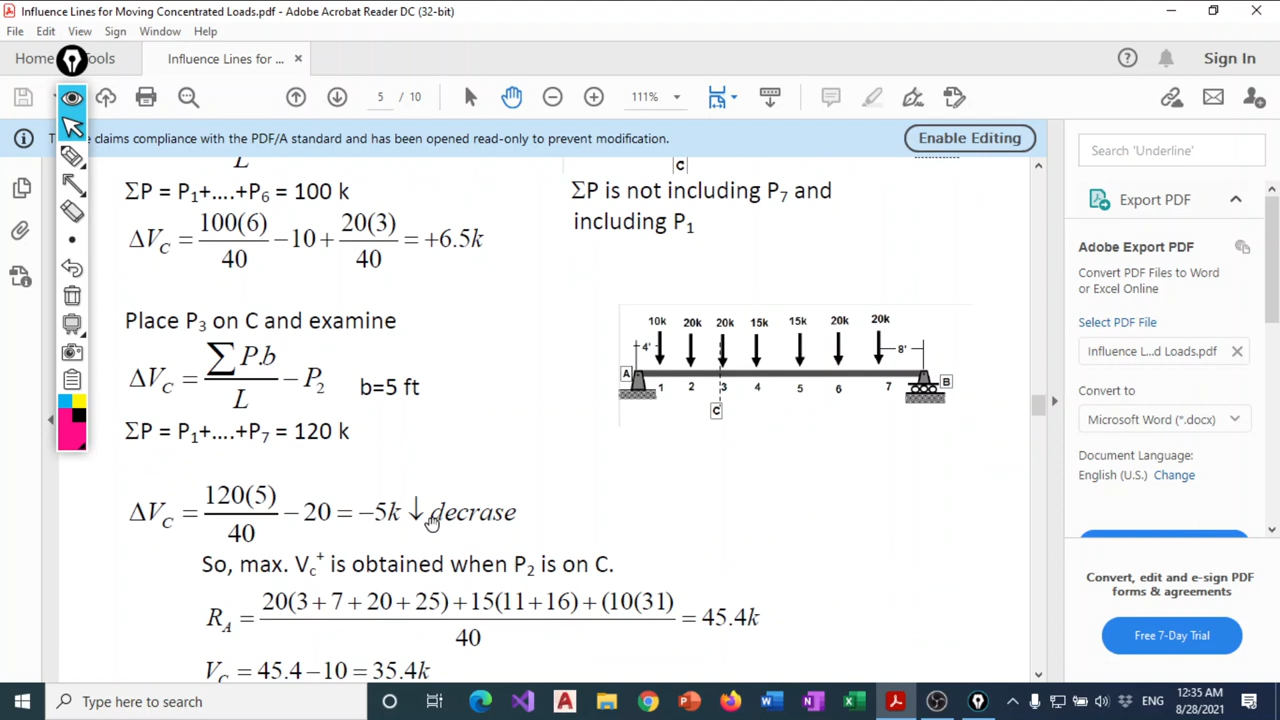 Influence Lines for Moving Concentrated Loads.pdf - Adobe Acrobat Reader DC (32-bit)
File Edit View Sign Window Help
Home Tools Influence Lines for ... ×
Sign In
5 / 10 111%
claims compliance with the PDF/A standard and has been opened read-only to prevent modification.
Enable Editing
L
C
ΣP = P1+....+P6 = 100 k
ΣP is not including P7 and
including P1
ΔVC = 100(6)/40 − 10 + 20(3)/40 = +6.5k
Place P3 on C and examine
ΔVC = ∑P.b/L − P2 b=5 ft
ΣP = P1+....+P7 = 120 k
10k 20k 20k 15k 15k 20k 20k
4' 8'
A B
1 2 3 4 5 6 7
C
ΔVC = 120(5)/40 − 20 = −5k ↓ decrase
So, max. Vc+ is obtained when P2 is on C.
RA = 20(3+7+20+25)+15(11+16)+(10(31)/40 = 45.4k
VC = 45.4−10 = 35.4k
Search 'Underline'
Export PDF
Adobe Export PDF
Convert PDF Files to Word
or Excel Online
Select PDF File
Influence L...d Loads.pdf ×
Convert to
Microsoft Word (*.docx)
Document Language:
English (U.S.) Change
Convert, edit and e-sign PDF
forms & agreements
Free 7-Day Trial
Type here to search
ENG
12:35 AM
8/28/2021